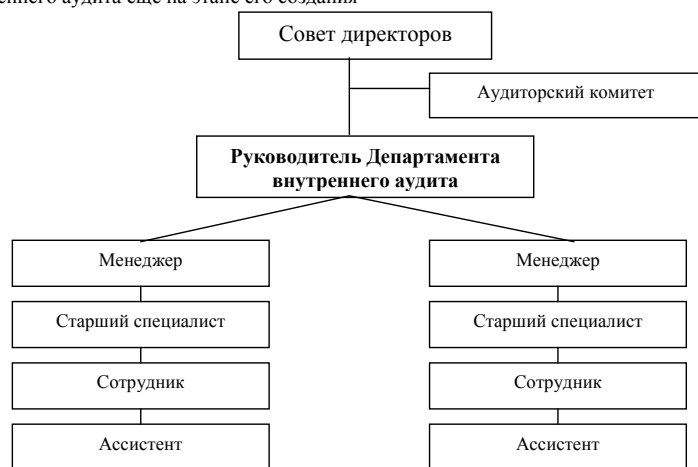 аудита еще на этапе его создания
Совет директоров
Аудиторский комитет
Руководитель Департамента
внутреннего аудита
Менеджер
Старший специалист
Сотрудник
Ассистент
Менеджер
Старший специалист
Сотрудник
Ассистент